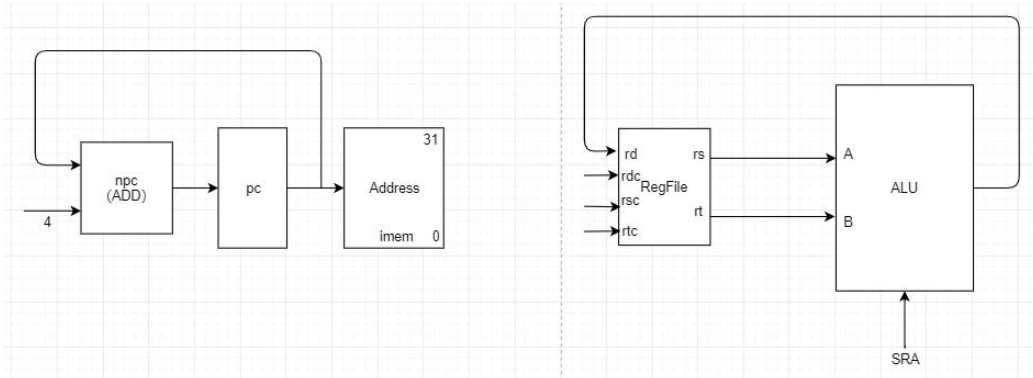 npc
(ADD)
4
pc
31
Address
imem 0
rd
rdc
rsc
rtc
RegFile
rs
rt
A
B
ALU
SRA